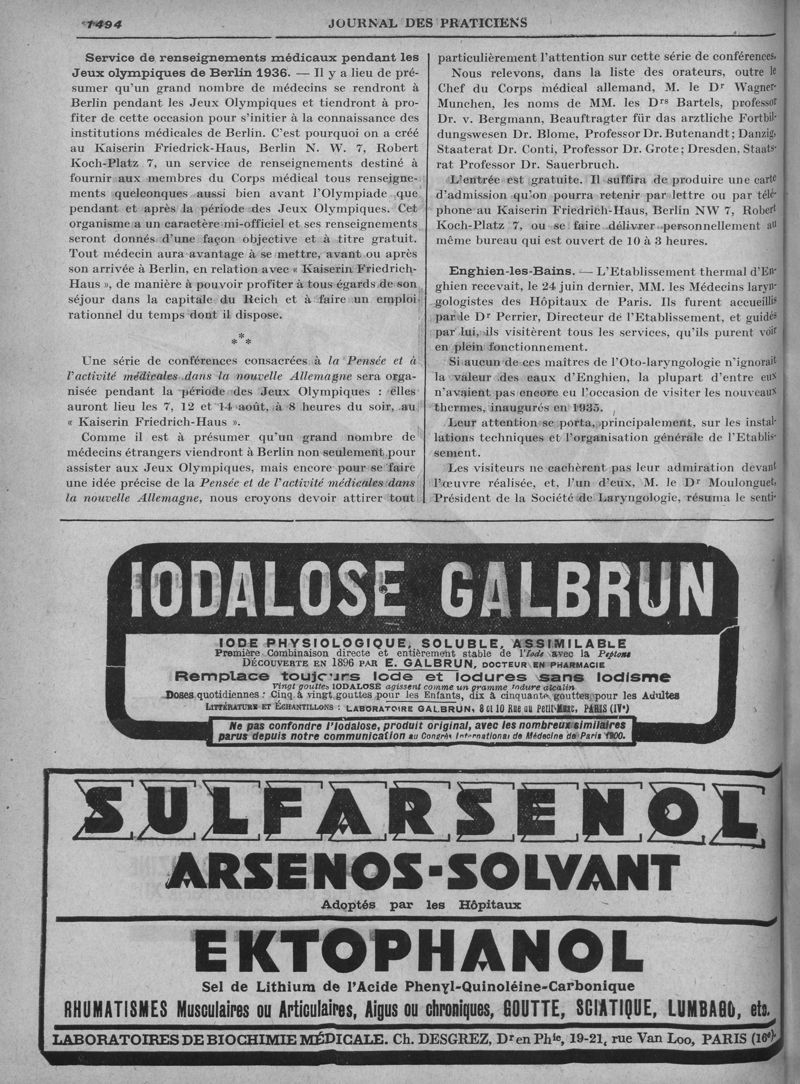 1494
JOURNAL DES PRATICIENS
Service de renseignements médicaux pendant les
Jeux olympiques de Berlin 1936. — Il y a lieu de pré-
sumer qu'un grand nombre de médecins se rendront à
Berlin pendant les Jeux Olympiques et tiendront à pro-
fiter de cette occasion pour s'initier à la connaissance des
institutions médicales de Berlin. C'est pourquoi on a créé
au Kaiserin Friedrick-Haus, Berlin N. W. 7, Robert
Koch-Platz 7, un service de renseignements destiné à
fournir aux membres du Corps médical tous renseigne-
ments quelconques aussi bien avant l'Olympiade que
pendant et après la période des Jeux Olympiques. Cet
organisme a un caractère mi-officiel et ses renseignements
seront donnés d'une façon objective et à titre gratuit.
Tout médecin aura avantage à se mettre, avant ou après
son arrivée à Berlin, en relation avec « Kaiserin Friedrich-
Haus », de manière à pouvoir profiter à tous égards de son
séjour dans la capitale du Reich et à faire un emploi
rationnel du temps dont il dispose.
* * *
Une série de conférences consacrées à la Pensée et à
l'activité médicales dans la nouvelle Allemagne sera orga-
nisée pendant la période des Jeux Olympiques : elles
auront lieu les 7, 12 et 14 août, à 8 heures du soir, au
« Kaiserin Friedrich-Haus ».
Comme il est à présumer qu'un grand nombre de
médecins étrangers viendront à Berlin non seulement pour
assister aux Jeux Olympiques, mais encore pour se faire
une idée précise de la Pensée et de l'activité médicales dans
la nouvelle Allemagne, nous croyons devoir attirer tout
particulièrement l'attention sur cette série de conférences.
Nous relevons, dans la liste des orateurs, outre le
Chef du Corps médical allemand, M. le Dr Wagner-
Munchen, les noms de MM. les Drs Bartels, professor
Dr. v. Bergmann, Beauftragter für das arztliche Fortbil-
dungswesen Dr. Blome, Professor Dr. Butenandt; Danzig,
Staaterat Dr. Conti, Professor Dr. Grote; Dresden, Staats-
rat Professor Dr. Sauerbruch.
L'entrée est gratuite. Il suffira de produire une carte
d'admission qu'on pourra retenir par lettre ou par télé-
phone au Kaiserin Friedrich-Haus, Berlin NW 7, Robert
Koch-Platz 7, ou se faire délivrer personnellement au
même bureau qui est ouvert de 10 à 3 heures.
Enghien-les-Bains. — L'Etablissement thermal d'En-
ghien recevait, le 24 juin dernier, MM. les Médecins laryn-
gologistes des Hôpitaux de Paris. Ils furent accueillis
par le Dr Perrier, Directeur de l'Etablissement, et guidés
par lui, ils visitèrent tous les services, qu'ils purent voir
en plein fonctionnement.
Si aucun de ces maîtres de l'Oto-laryngologie n'ignorait
la valeur des eaux d'Enghien, la plupart d'entre eux
n'avaient pas encore eu l'occasion de visiter les nouveaux
thermes, inaugurés en 1935.
Leur attention se porta, principalement, sur les instal-
lations techniques et l'organisation générale de l'Etablis-
sement.
Les visiteurs ne cachèrent pas leur admiration devant
l'œuvre réalisée, et, l'un d'eux, M. le Dr Moulonguet,
Président de la Société de Laryngologie, résuma le senti-
IODALOSE GALBRUN
IODE PHYSIOLOGIQUE, SOLUBLE, ASSIMILABLE
Première Combinaison directe et entièrement stable de l'Iode avec la Peptone
DÉCOUVERTE EN 1896 PAR E. GALBRUN, DOCTEUR EN PHARMACIE
Remplace toujours Iode et Iodures sans Iodisme
Vingt gouttes IODALOSE agissent comme un gramme Iodure alcalin
Doses quotidiennes : Cinq à vingt gouttes pour les Enfants, dix à cinquante gouttes pour les Adultes
LITTÉRATURE ET ÉCHANTILLONS : LABORATOIRE GALBRUN, 8 et 10 Rue du Petit-Musc, PARIS (IVe)
Ne pas confondre l'Iodalose, produit original, avec les nombreux similaires
parus depuis notre communication au Congrès International de Médecine de Paris 1900.
SULFARSENOL
ARSENOS-SOLVANT
Adoptés par les Hôpitaux
EKTOPHANOL
Sel de Lithium de l'Acide Phenyl-Quinoléine-Carbonique
RHUMATISMES Musculaires ou Articulaires, Aigus ou chroniques, GOUTTE, SCIATIQUE, LUMBAGO, etc.
LABORATOIRES DE BIOCHIMIE MÉDICALE. Ch. DESGREZ, Dr en Phie, 19-21, rue Van Loo, PARIS (16e).